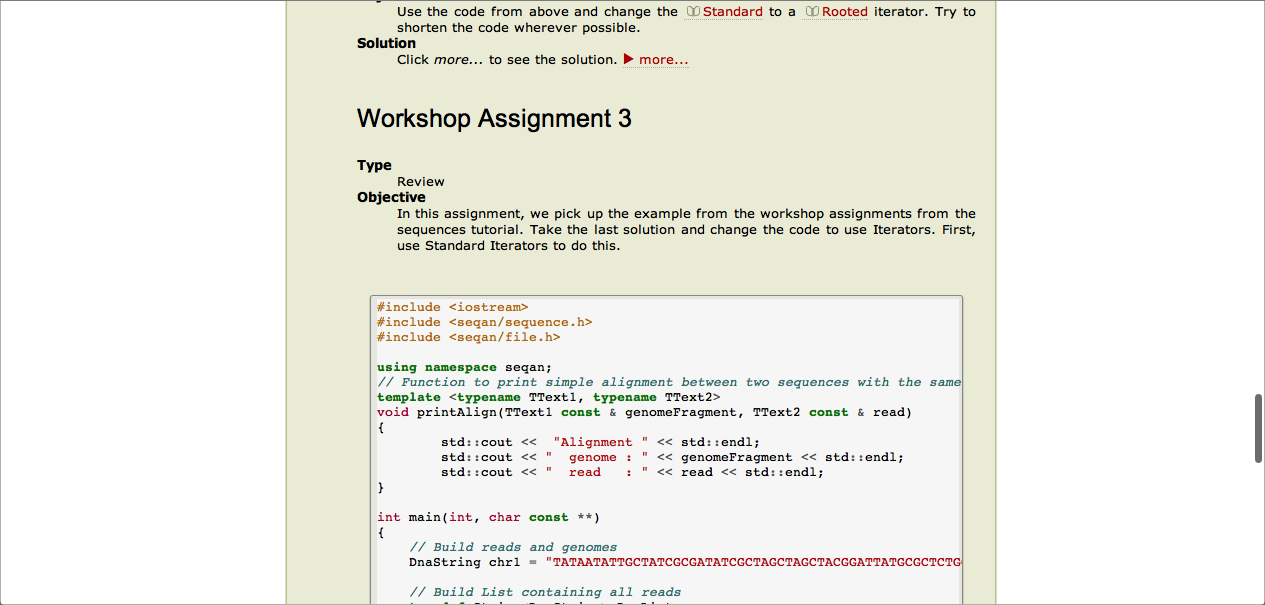 Use the code from above and change the Standard to a Rooted iterator. Try to
shorten the code wherever possible.
Solution
Click more... to see the solution. ▶ more...
Workshop Assignment 3
Type
Review
Objective
In this assignment, we pick up the example from the workshop assignments from the
sequences tutorial. Take the last solution and change the code to use Iterators. First,
use Standard Iterators to do this.
#include <iostream>
#include <seqan/sequence.h>
#include <seqan/file.h>
using namespace seqan;
// Function to print simple alignment between two sequences with the same
template <typename TText1, typename TText2>
void printAlign(TText1 const & genomeFragment, TText2 const & read)
{
std::cout <<  "Alignment " << std::endl;
std::cout << "  genome : " << genomeFragment << std::endl;
std::cout << "  read   : " << read << std::endl;
}
int main(int, char const **)
{
// Build reads and genomes
DnaString chr1 = "TATAATATTGCTATCGCGATATCGCTAGCTAGCTACGGATTATGCGCTCTG
// Build List containing all reads